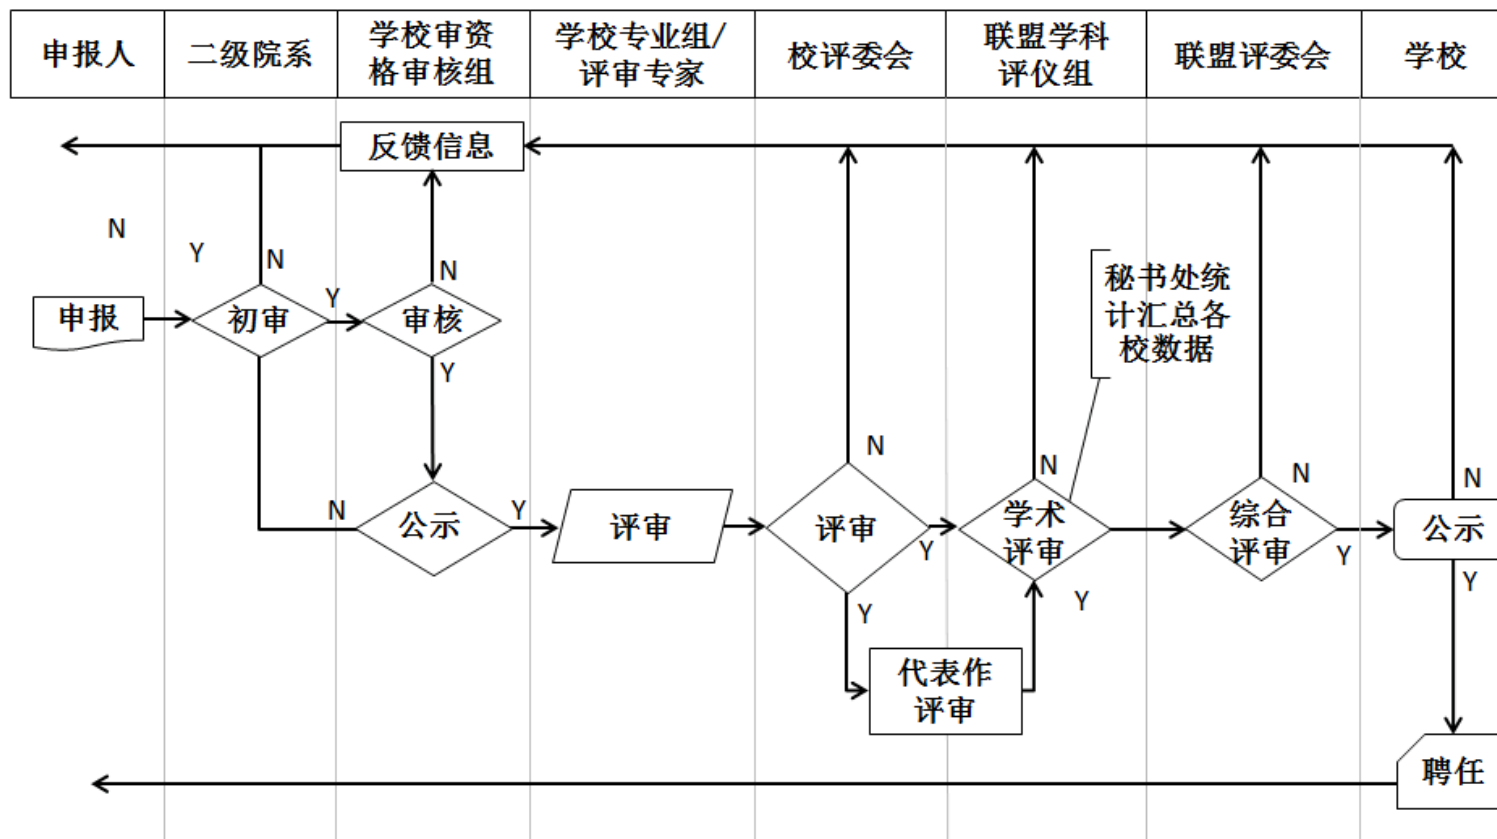 申报人
二级院系
学校审资
格审核组
学校专业组/
评审专家
校评委会
联盟学科
评仪组
联盟评委会
学校
反馈信息
N
Y
N
N
申报
初审
Y
审核
Y
秘书处统
计汇总各
校数据
N
公示
Y
评审
N
评审
Y
Y
代表作
评审
N
学术
评审
Y
N
综合
评审
Y
N
公示
Y
聘任